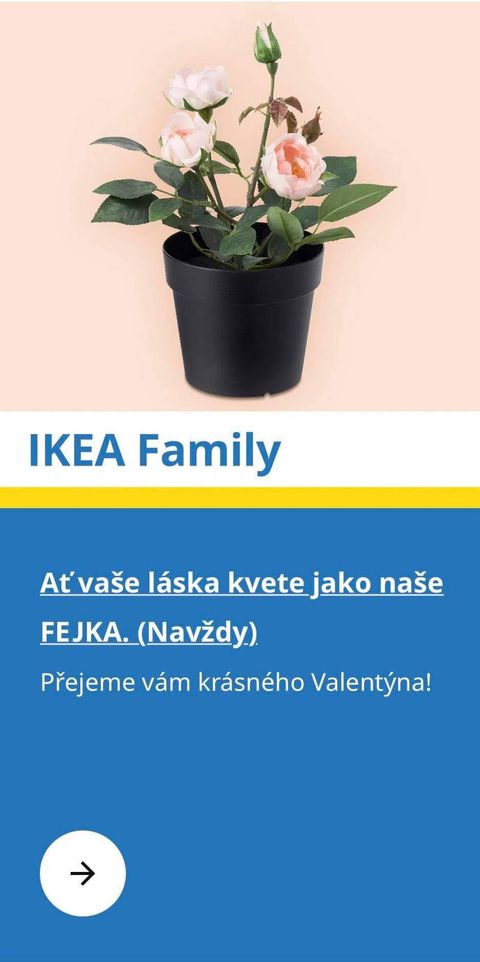 IKEA Family
Ať vaše láska kvete jako naše
FEJKA. (Navždy)
Přejeme vám krásného Valentýna!